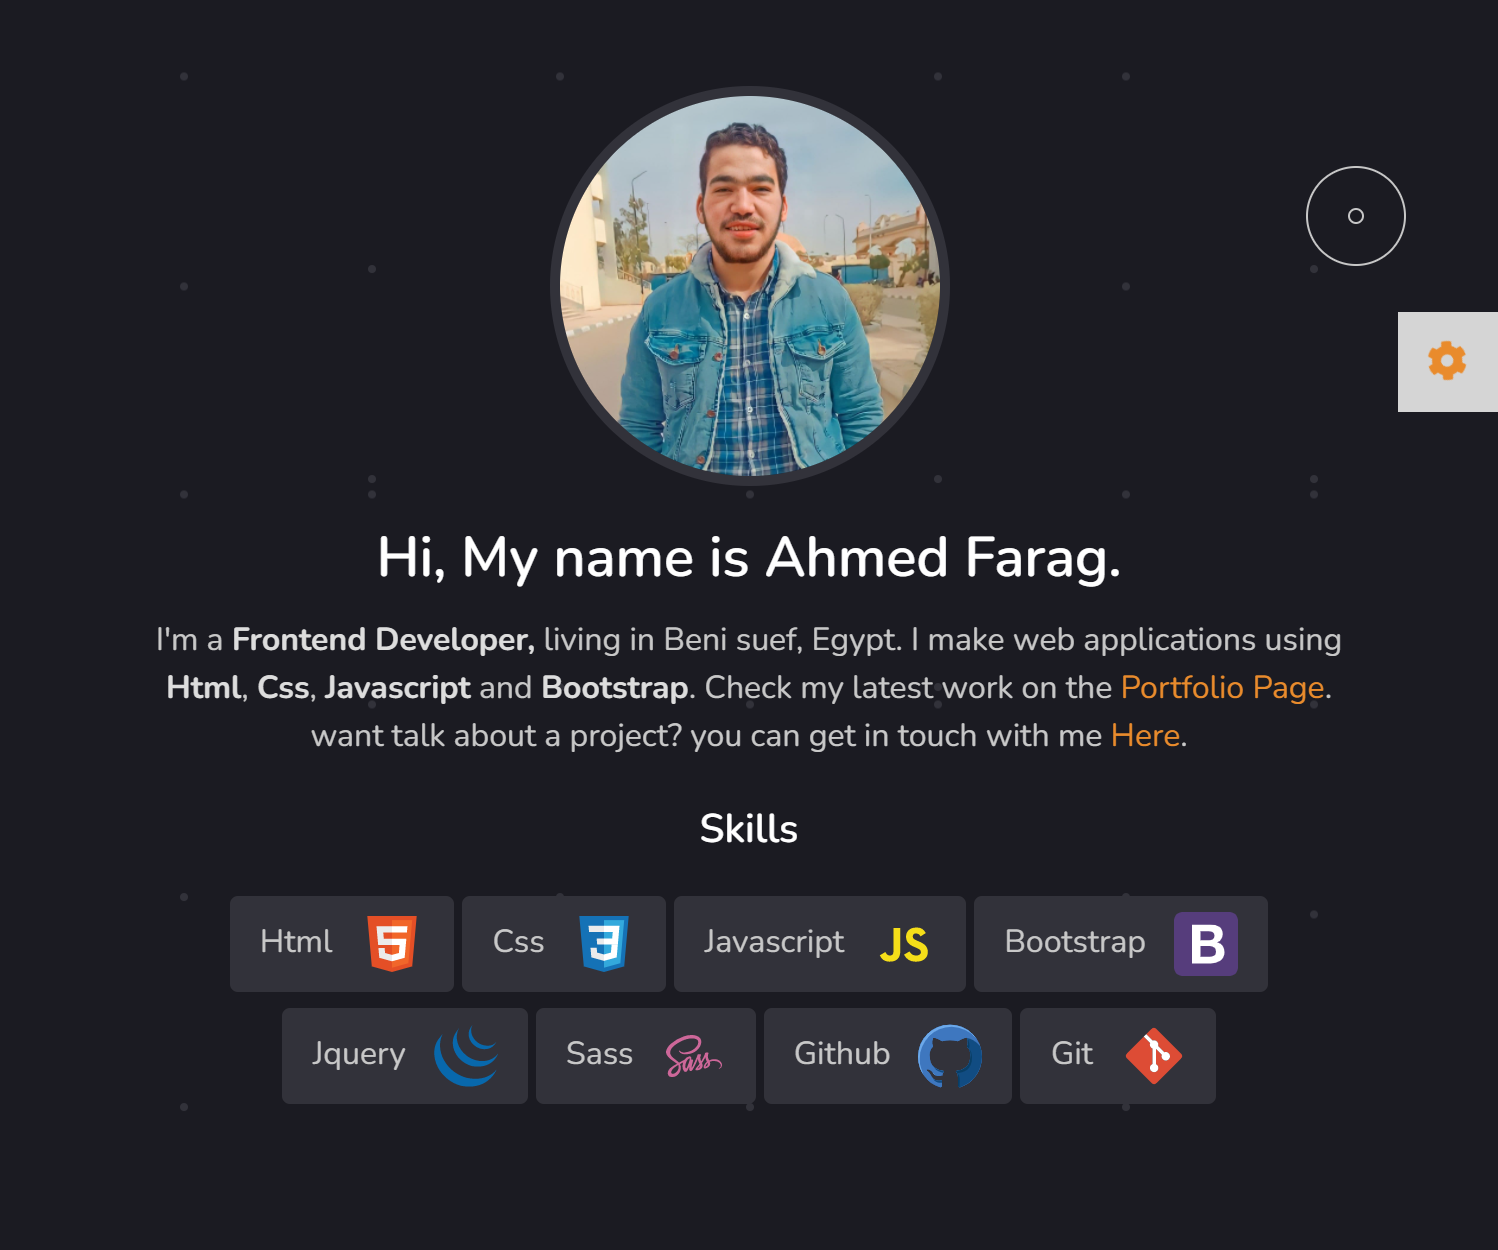 Hi, My name is Ahmed Farag.
I'm a Frontend Developer, living in Beni suef, Egypt. I make web applications using
Html, Css, Javascript and Bootstrap. Check my latest work on the Portfolio Page.
want talk about a project? you can get in touch with me Here.
Skills
Html 5 Css 3 Javascript JS Bootstrap B
Jquery Sass Sass Github Git